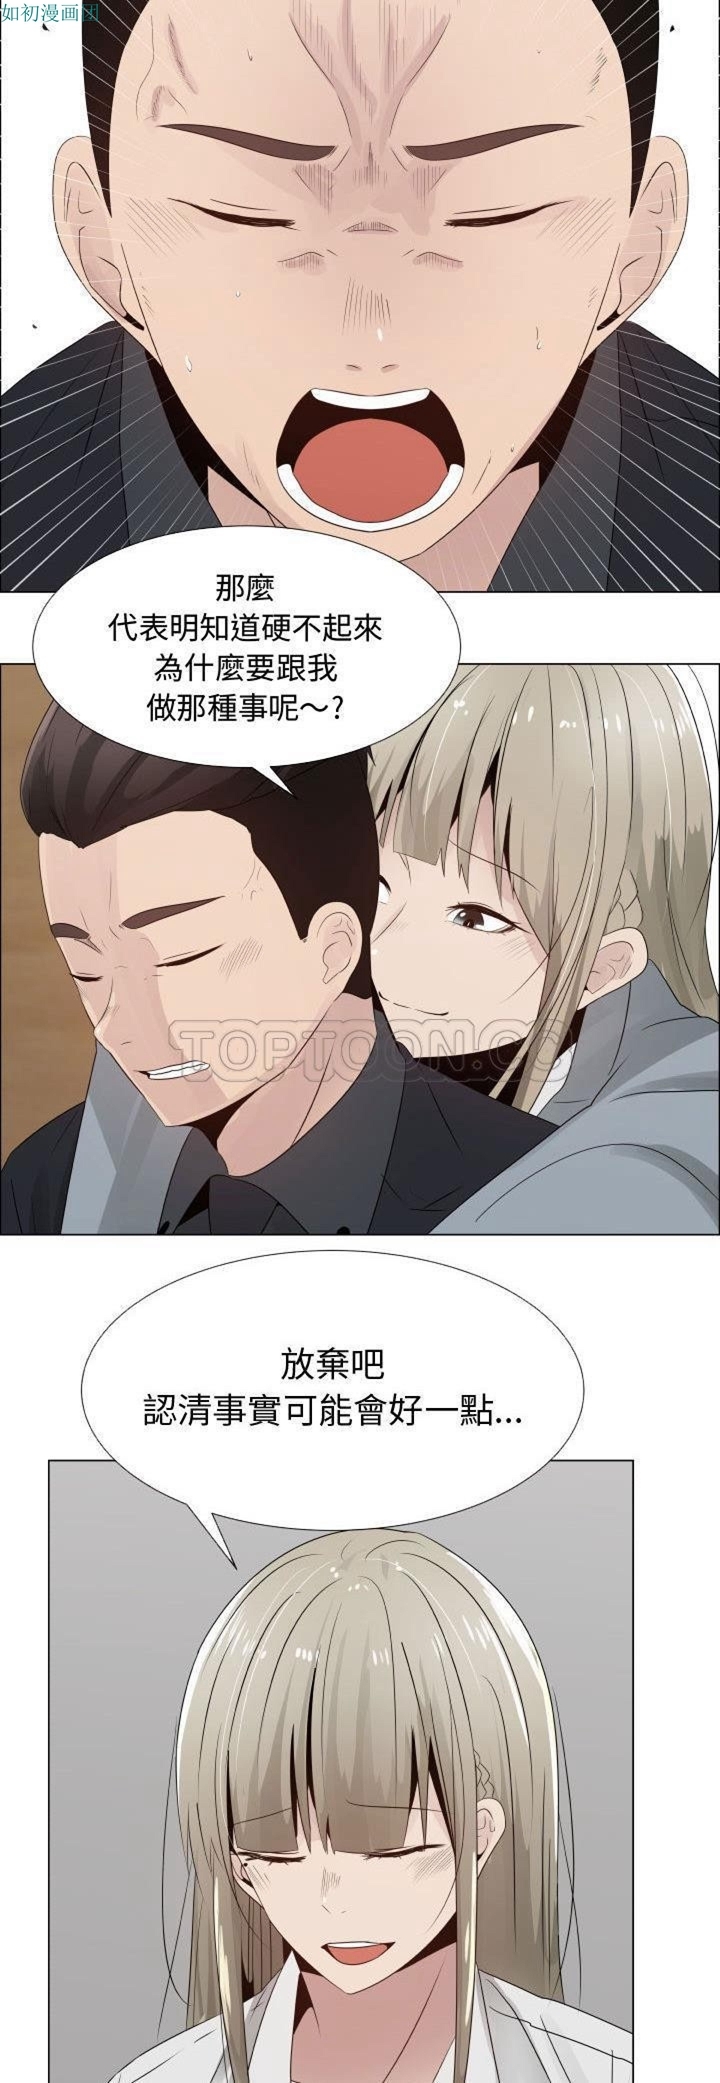 如初漫画团
那麼
代表明知道硬不起來
為什麼要跟我
做那種事呢～?
TOPTOON.CC
放棄吧
認清事實可能會好一點...